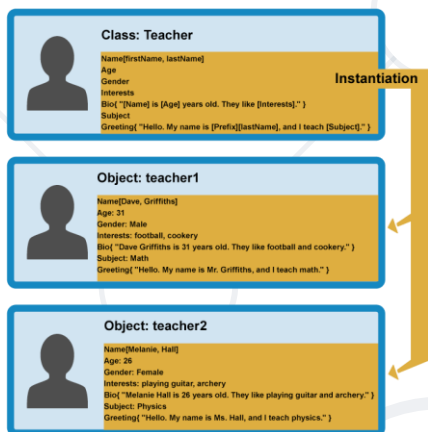 Class: Teacher
Name[firstName, lastName]
Age
Gender
Interests
Bio{ "[Name] is [Age] years old. They like [Interests]." }
Subject
Greeting{ "Hello. My name is [Prefix][lastName], and I teach [Subject]." }
Instantiation
Object: teacher1
Name[Dave, Griffiths]
Age: 31
Gender: Male
Interests: football, cookery
Bio{ "Dave Griffiths is 31 years old. They like football and cookery." }
Subject: Math
Greeting{ "Hello. My name is Mr. Griffiths, and I teach math." }
Object: teacher2
Name[Melanie, Hall]
Age: 26
Gender: Female
Interests: playing guitar, archery
Bio{ "Melanie Hall is 26 years old. They like playing guitar and archery." }
Subject: Physics
Greeting{ "Hello. My name is Ms. Hall, and I teach physics." }